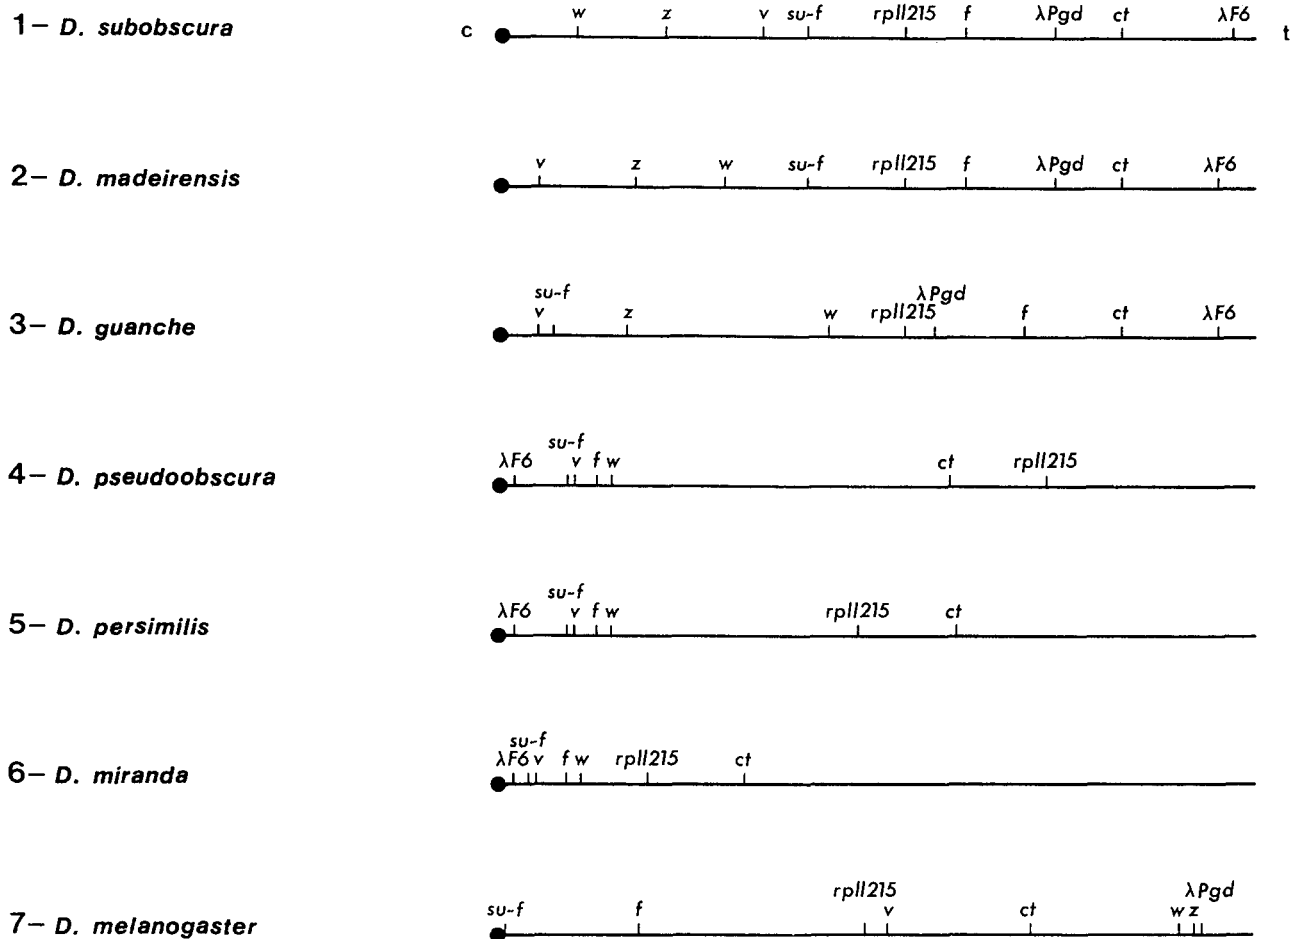 1– D. subobscura c w z v su-f rpII215 f λPgd ct λF6 t
2– D. madeirensis v z w su-f rpII215 f λPgd ct λF6
su-f λPgd
3– D. guanche v z w rpII215 f ct λF6
su-f
4– D. pseudoobscura λF6 v f w ct rpII215
su-f
5– D. persimilis λF6 v f w rpII215 ct
su-f
6– D. miranda λF6 v f w rpII215 ct
rpII215 λPgd
7– D. melanogaster su-f f v ct w z